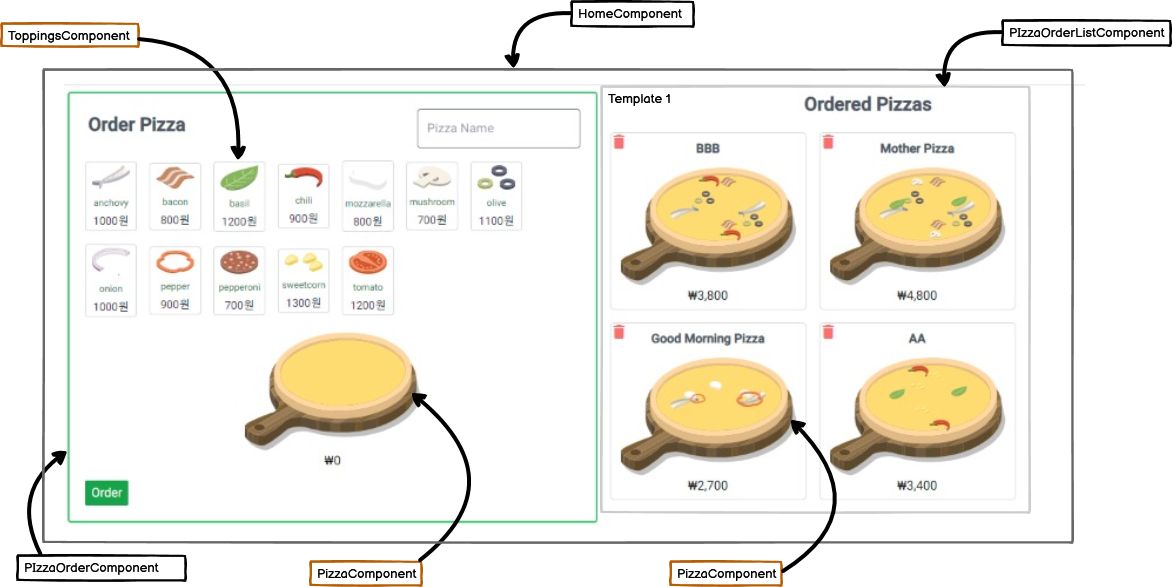 HomeComponent
ToppingsComponent
PIzzaOrderListComponent
Order Pizza
Pizza Name
anchovy
1000원
bacon
800원
basil
1200원
chili
900원
mozzarella
800원
mushroom
700원
olive
1100원
onion
1000원
pepper
900원
pepperoni
700원
sweetcorn
1300원
tomato
1200원
₩0
Order
Template 1
Ordered Pizzas
BBB
₩3,800
Mother Pizza
₩4,800
Good Morning Pizza
₩2,700
AA
₩3,400
PIzzaOrderComponent
PizzaComponent
PizzaComponent